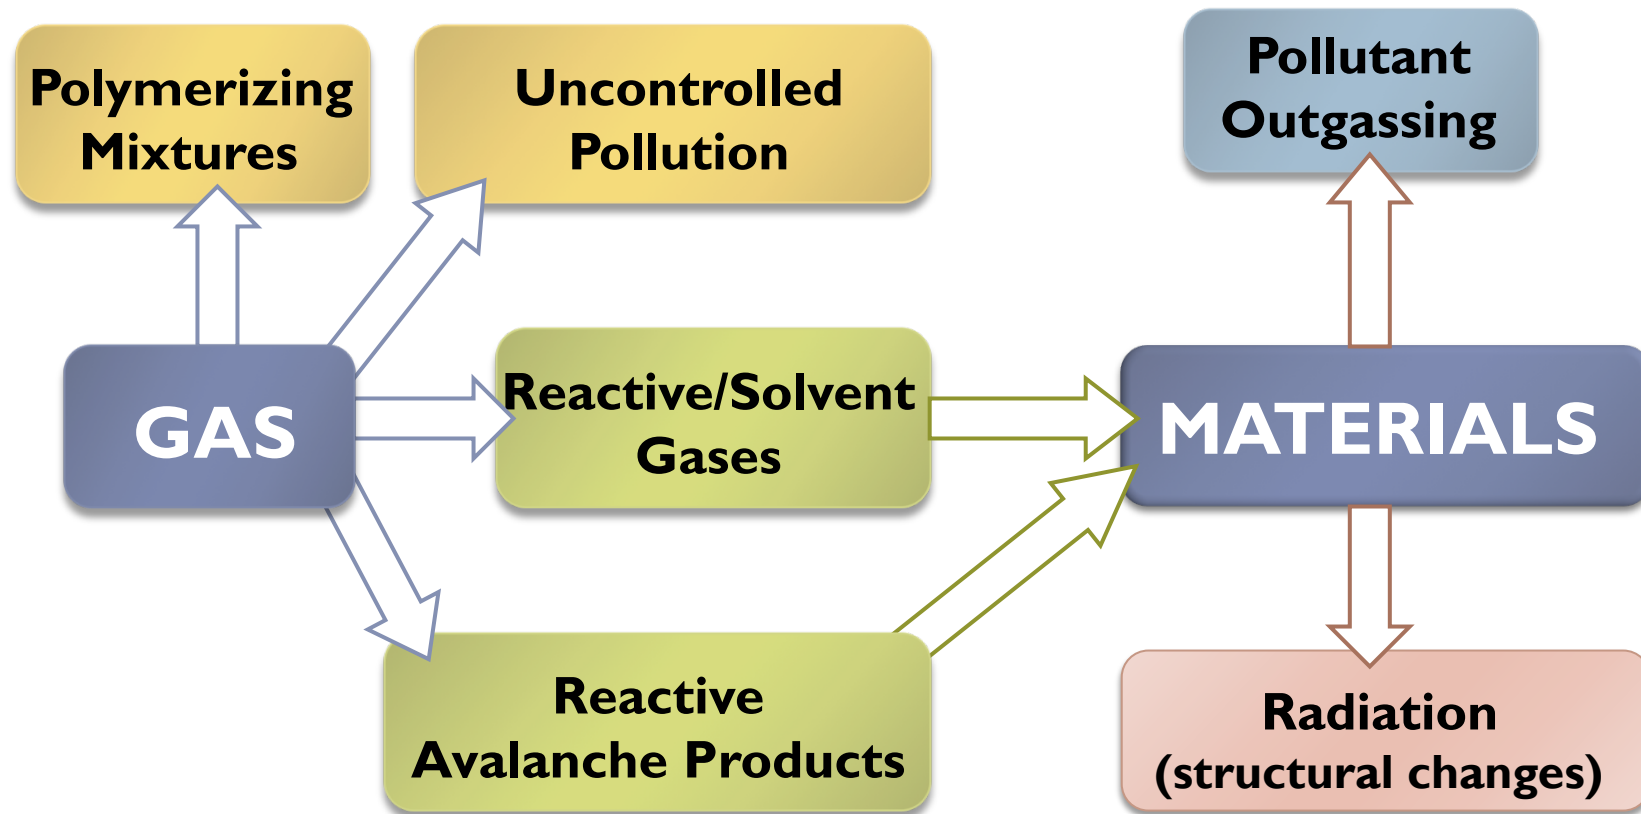 Polymerizing
Mixtures
Uncontrolled
Pollution
Pollutant
Outgassing
GAS
Reactive/Solvent
Gases
MATERIALS
Reactive
Avalanche Products
Radiation
(structural changes)